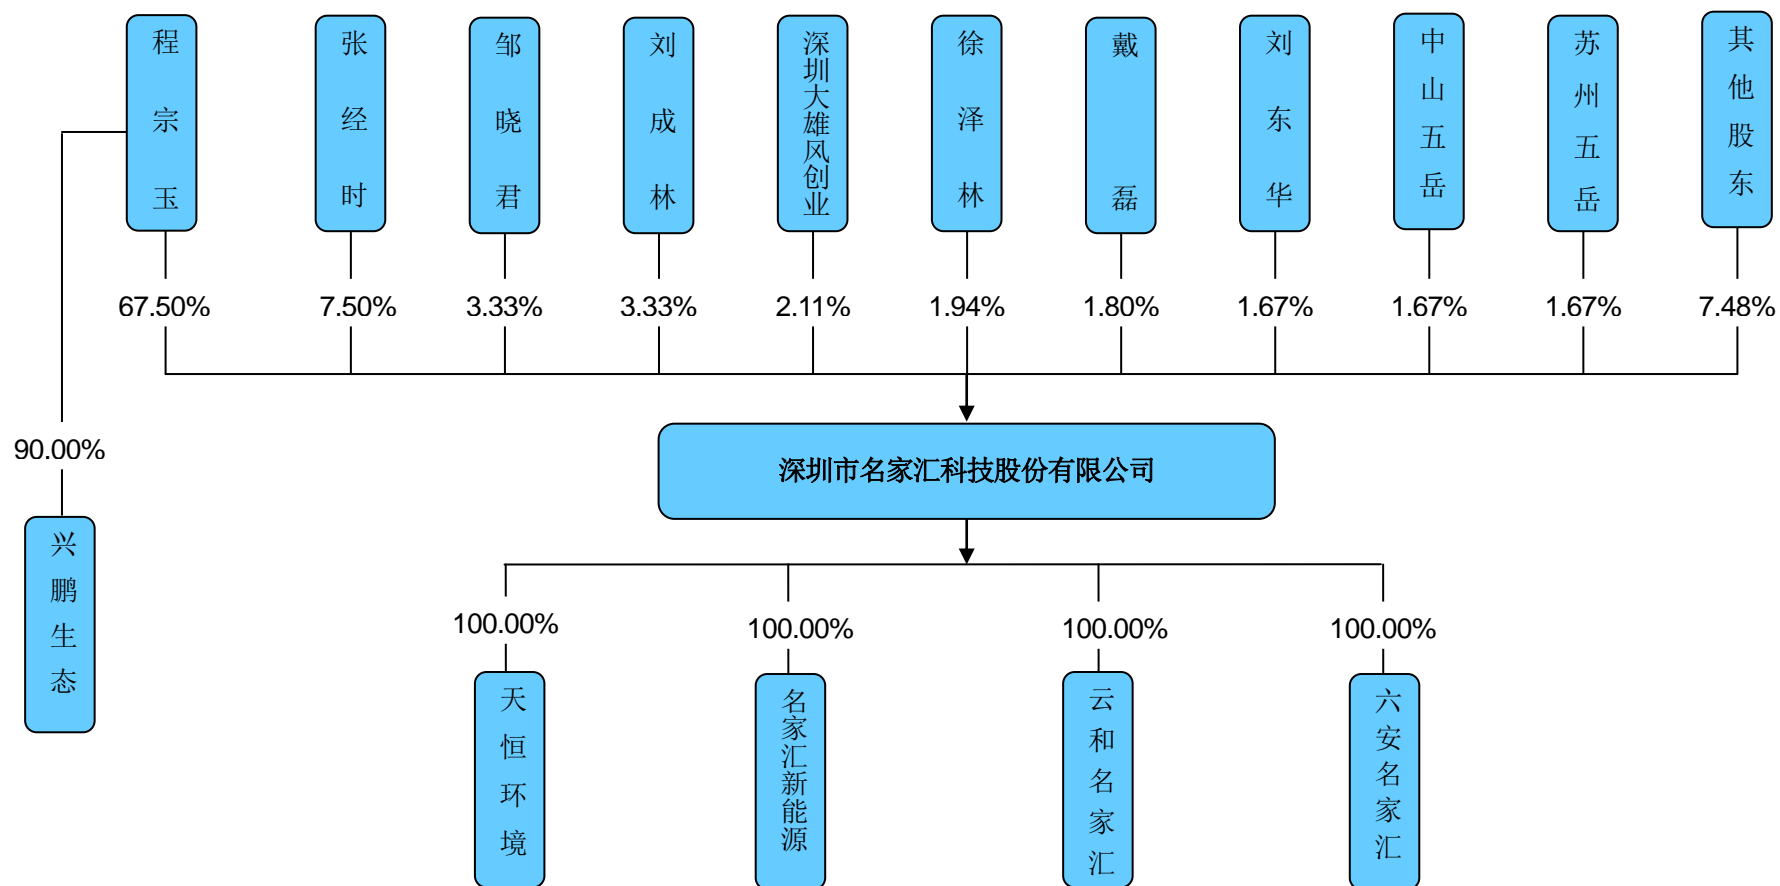 程宗玉
张经时
邹晓君
刘成林
深圳大雄风创业
徐泽林
戴磊
刘东华
中山五岳
苏州五岳
其他股东
67.50%
7.50%
3.33%
3.33%
2.11%
1.94%
1.80%
1.67%
1.67%
1.67%
7.48%
90.00%
深圳市名家汇科技股份有限公司
兴鹏生态
100.00%
100.00%
100.00%
100.00%
天恒环境
名家汇新能源
云和名家汇
六安名家汇